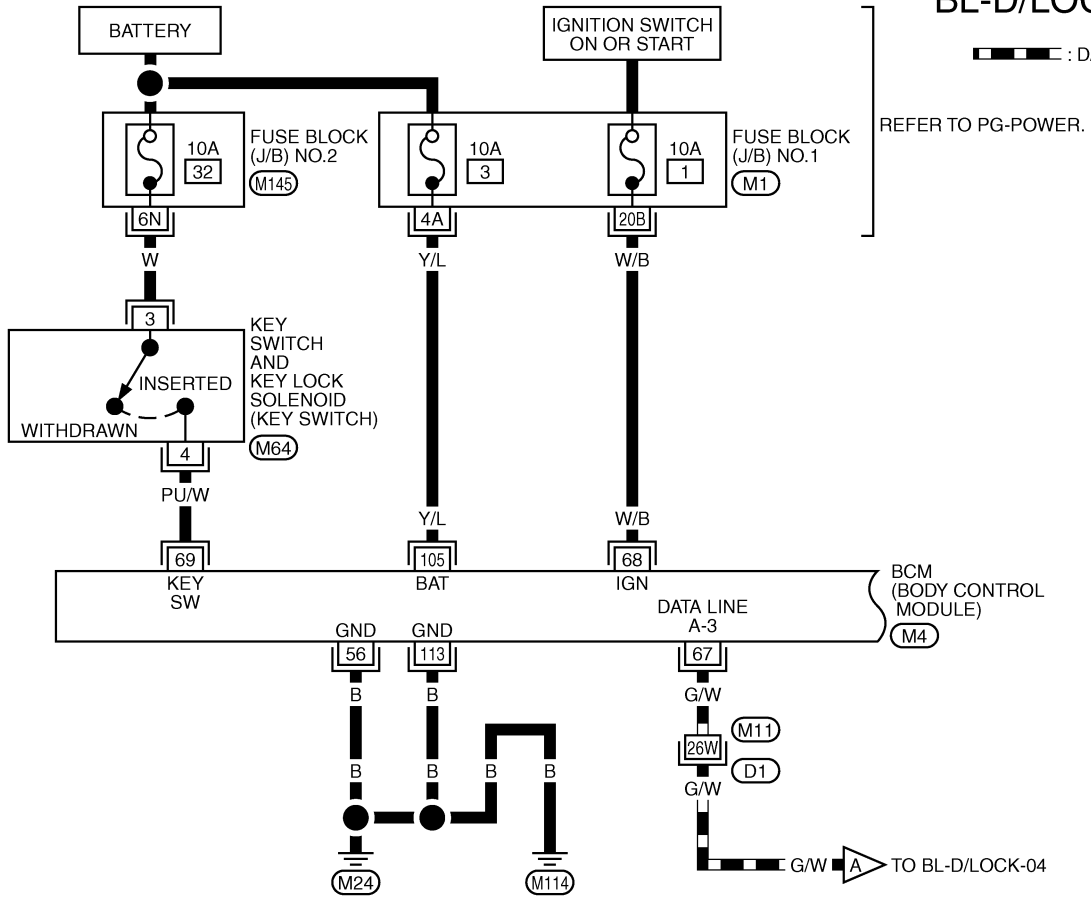 BL-D/LOC
BATTERY
IGNITION SWITCH
ON OR START
: D
REFER TO PG-POWER.
10A
32
FUSE BLOCK
(J/B) NO.2
M145
10A
3
10A
1
FUSE BLOCK
(J/B) NO.1
M1
6N
4A
20B
W
Y/L
W/B
3
KEY
SWITCH
AND
KEY LOCK
SOLENOID
(KEY SWITCH)
M64
INSERTED
WITHDRAWN
4
PU/W
Y/L
W/B
69
105
68
KEY
SW
BAT
IGN
BCM
(BODY CONTROL
MODULE)
M4
DATA LINE
A-3
GND
GND
56
113
67
B
B
G/W
M11
26W
D1
B
B
B
B
G/W
M24
M114
G/W
A
TO BL-D/LOCK-04